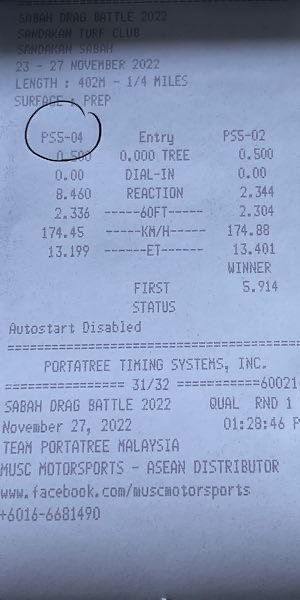 SABAH DRAG BATTLE 2022
SANDAKAN TURF CLUB
SANDAKAN SABAH
23 - 27 NOVEMBER 2022
LENGTH : 402M - 1/4 MILES
SURFACE : PREP
PS5-04 Entry PS5-02
0.500 0.000 TREE 0.500
0.00 DIAL-IN 0.00
8.460 REACTION 2.344
2.336 -----60FT----- 2.304
174.45 -----KM/H----- 174.88
13.199 ------ET------ 13.401
WINNER
FIRST 5.914
STATUS
Autostart Disabled
PORTATREE TIMING SYSTEMS, INC.
================ 31/32 ===========60021
SABAH DRAG BATTLE 2022 QUAL RND 1
November 27, 2022 01:28:46 P
TEAM PORTATREE MALAYSIA
MUSC MOTORSPORTS - ASEAN DISTRIBUTOR
www.facebook.com/muscmotorsports
+6016-6681490